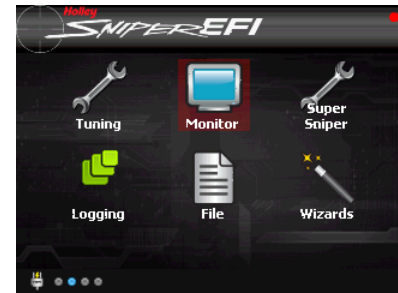 Holley
SNIPER EFI
Tuning
Monitor
Super
Sniper
Logging
File
Wizards